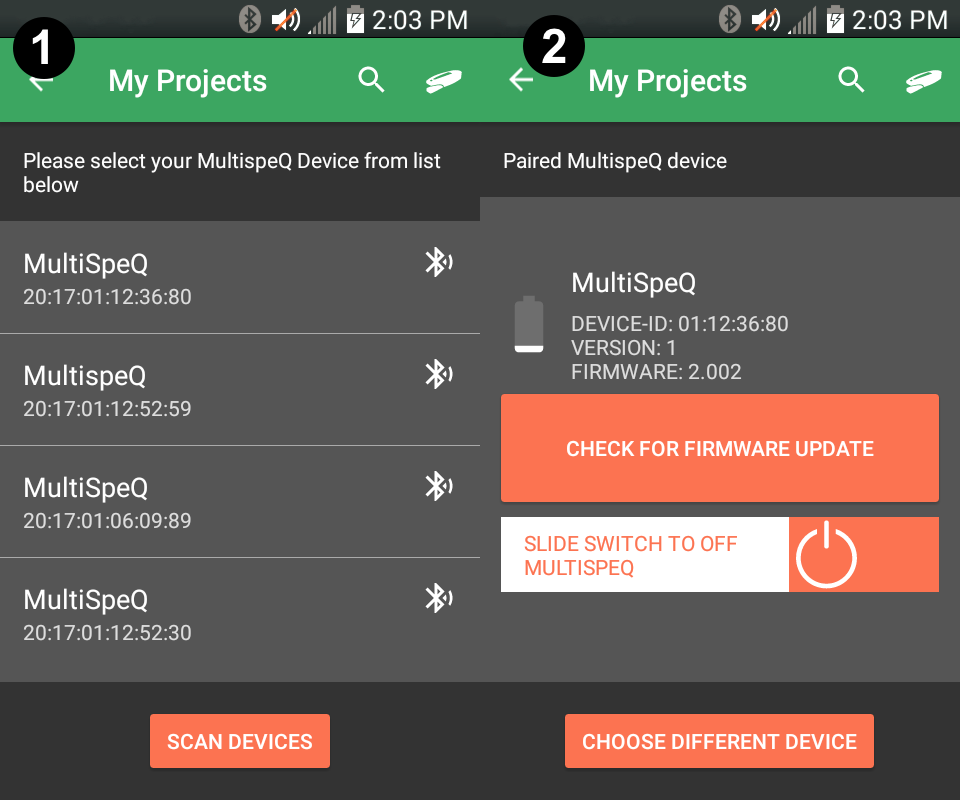 1
2:03 PM
My Projects
Please select your MultispeQ Device from list
below
MultiSpeQ
20:17:01:12:36:80
MultispeQ
20:17:01:12:52:59
MultiSpeQ
20:17:01:06:09:89
MultiSpeQ
20:17:01:12:52:30
SCAN DEVICES
2
2:03 PM
My Projects
Paired MultispeQ device
MultiSpeQ
DEVICE-ID: 01:12:36:80
VERSION: 1
FIRMWARE: 2.002
CHECK FOR FIRMWARE UPDATE
SLIDE SWITCH TO OFF
MULTISPEQ
CHOOSE DIFFERENT DEVICE